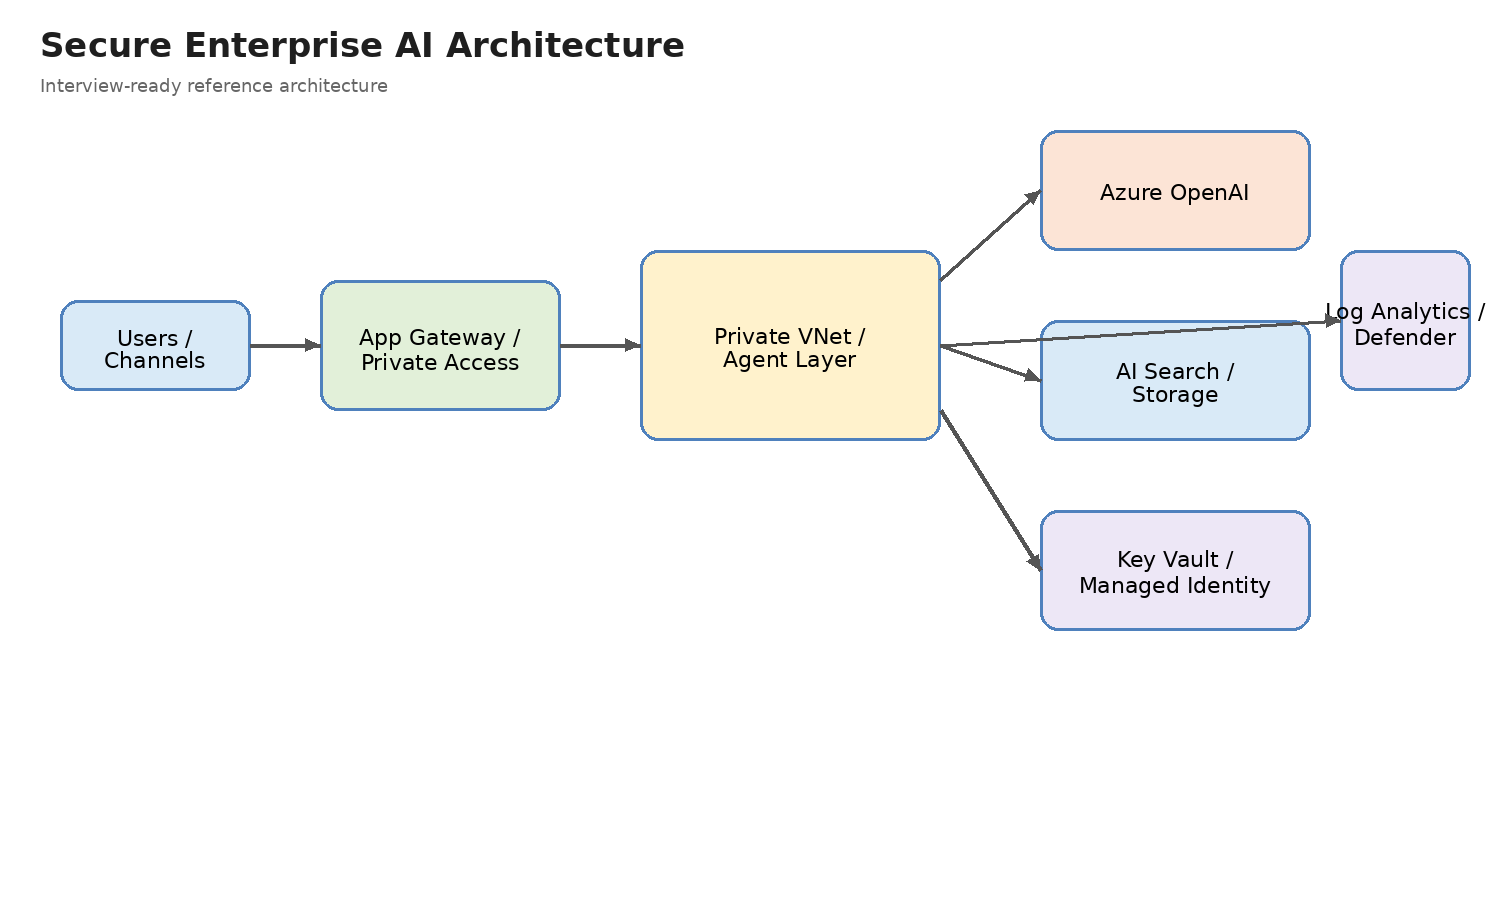 Secure Enterprise AI Architecture
Interview-ready reference architecture
Users /
Channels
App Gateway /
Private Access
Private VNet /
Agent Layer
Azure OpenAI
AI Search /
Storage
Key Vault /
Managed Identity
Log Analytics /
Defender